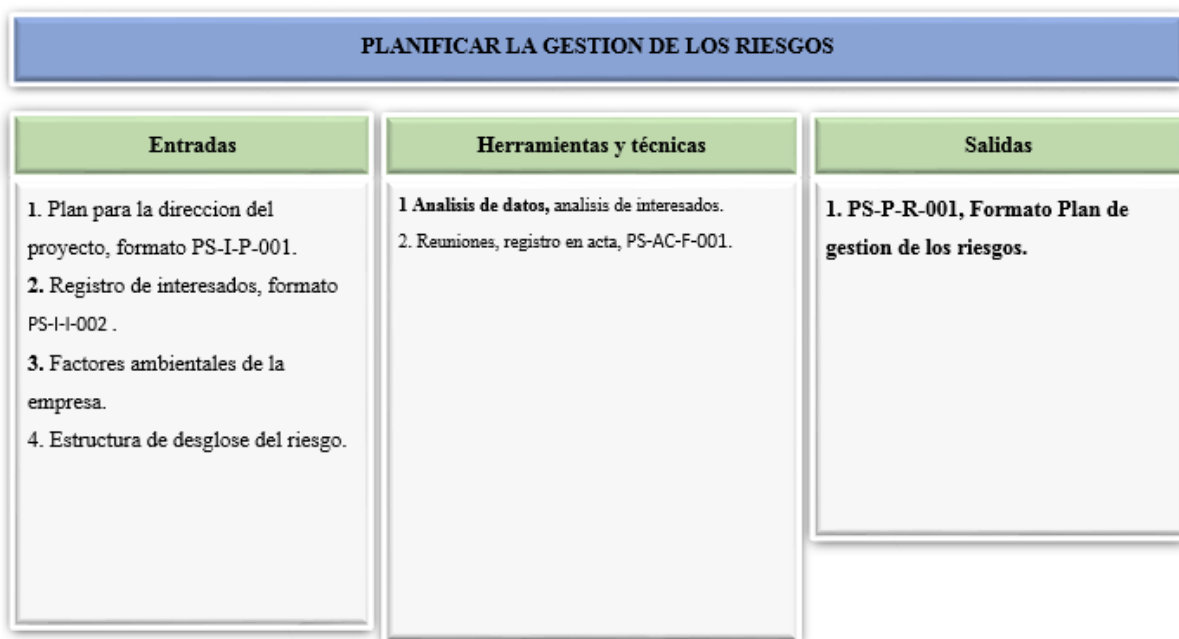 PLANIFICAR LA GESTION DE LOS RIESGOS
Entradas
1. Plan para la direccion del
proyecto, formato PS-I-P-001.
2. Registro de interesados, formato
PS-I-I-002 .
3. Factores ambientales de la
empresa.
4. Estructura de desglose del riesgo.
Herramientas y técnicas
1 Analisis de datos, analisis de interesados.
2. Reuniones, registro en acta, PS-AC-F-001.
Salidas
1. PS-P-R-001, Formato Plan de
gestion de los riesgos.